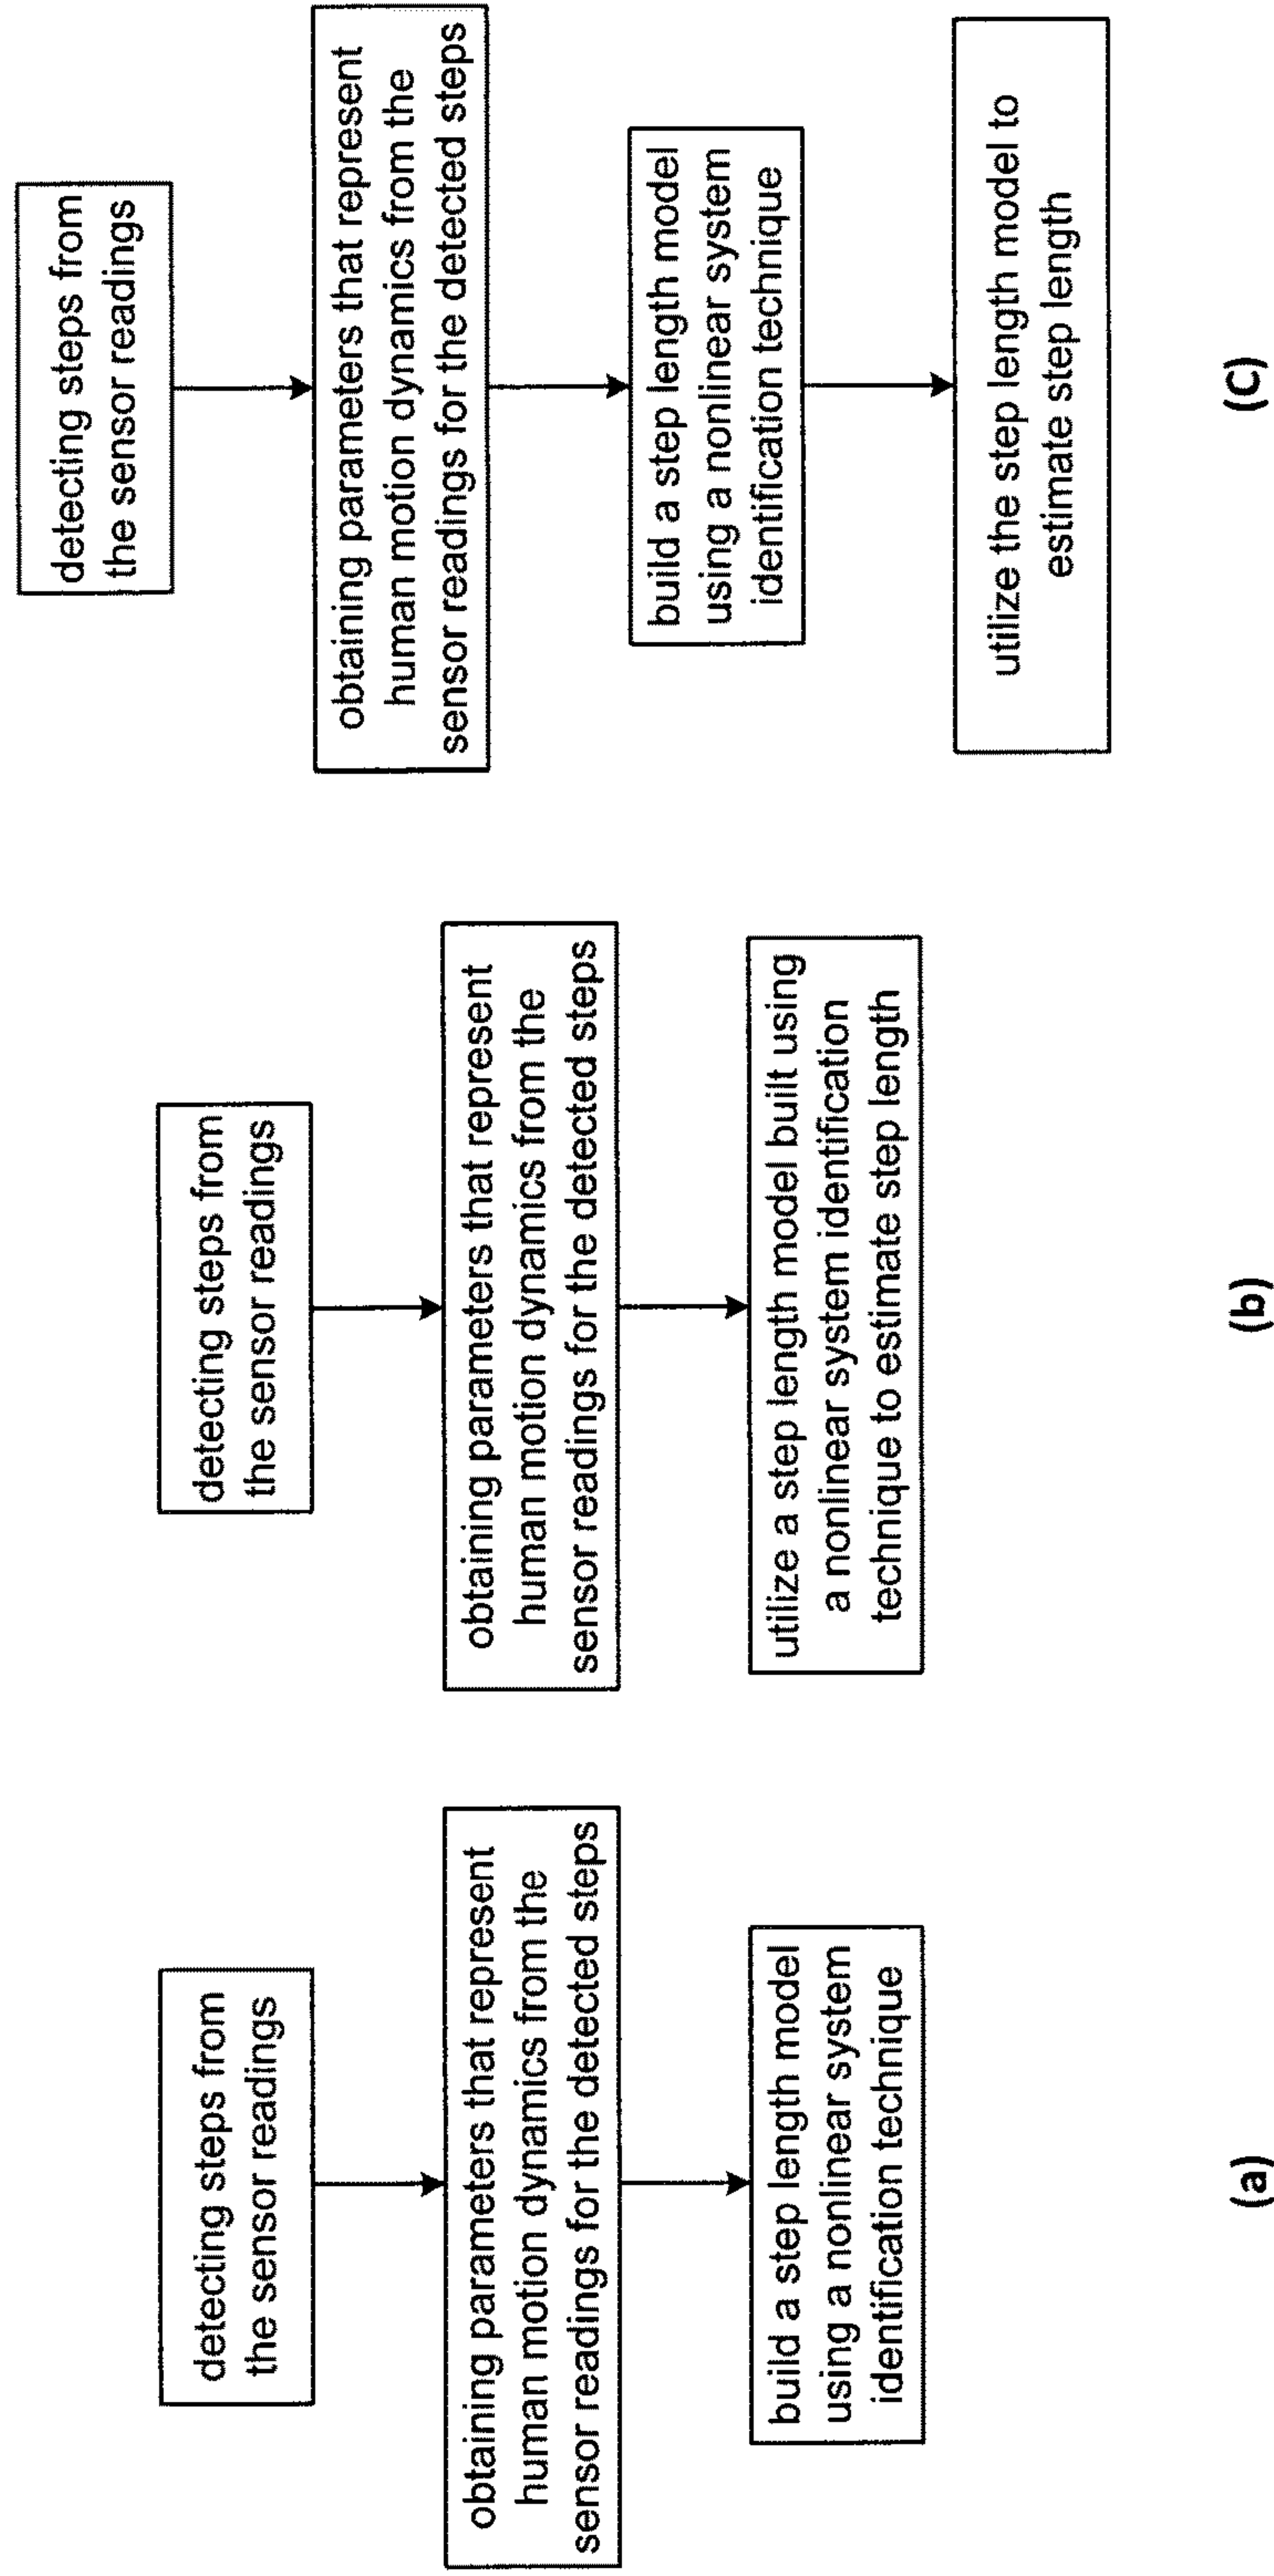 detecting steps from
the sensor readings
obtaining parameters that represent
human motion dynamics from the
sensor readings for the detected steps
build a step length model
using a nonlinear system
identification technique
(a)
detecting steps from
the sensor readings
obtaining parameters that represent
human motion dynamics from the
sensor readings for the detected steps
utilize a step length model built using
a nonlinear system identification
technique to estimate step length
(b)
detecting steps from
the sensor readings
obtaining parameters that represent
human motion dynamics from the
sensor readings for the detected steps
build a step length model
using a nonlinear system
identification technique
utilize the step length model to
estimate step length
(C)